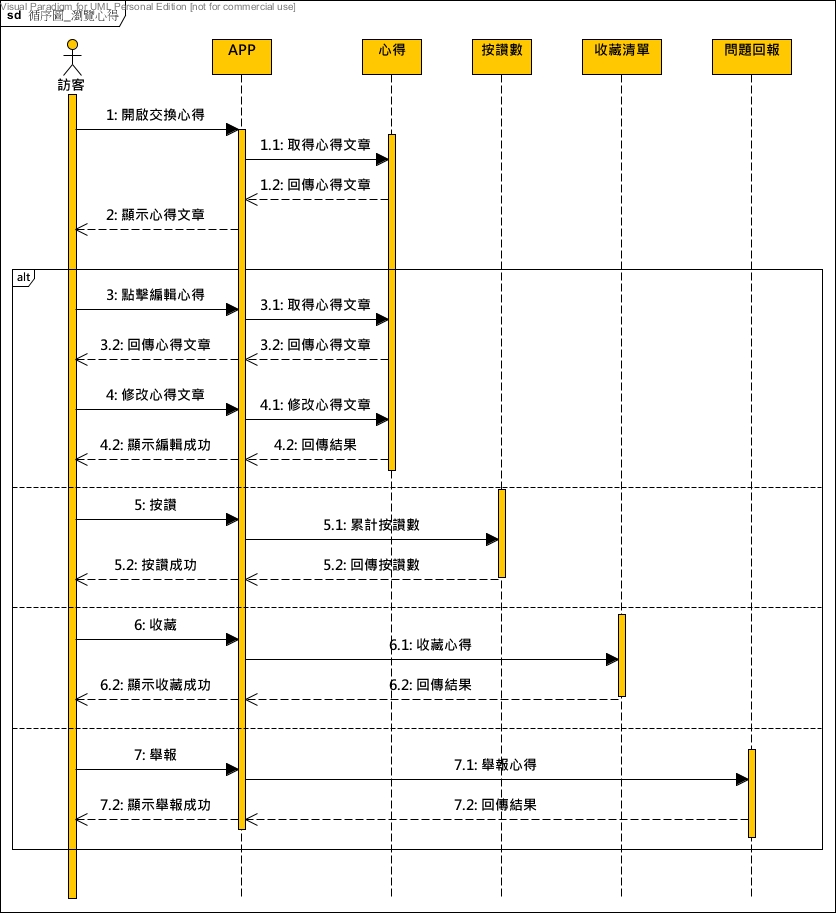 Visual Paradigm for UML Personal Edition [not for commercial use]
sd 循序圖_瀏覽心得
訪客
APP
心得
按讚數
收藏清單
問題回報
1: 開啟交換心得
1.1: 取得心得文章
1.2: 回傳心得文章
2: 顯示心得文章
alt
3: 點擊編輯心得
3.1: 取得心得文章
3.2: 回傳心得文章
3.2: 回傳心得文章
4: 修改心得文章
4.1: 修改心得文章
4.2: 顯示編輯成功
4.2: 回傳結果
5: 按讚
5.1: 累計按讚數
5.2: 按讚成功
5.2: 回傳按讚數
6: 收藏
6.1: 收藏心得
6.2: 顯示收藏成功
6.2: 回傳結果
7: 舉報
7.1: 舉報心得
7.2: 顯示舉報成功
7.2: 回傳結果